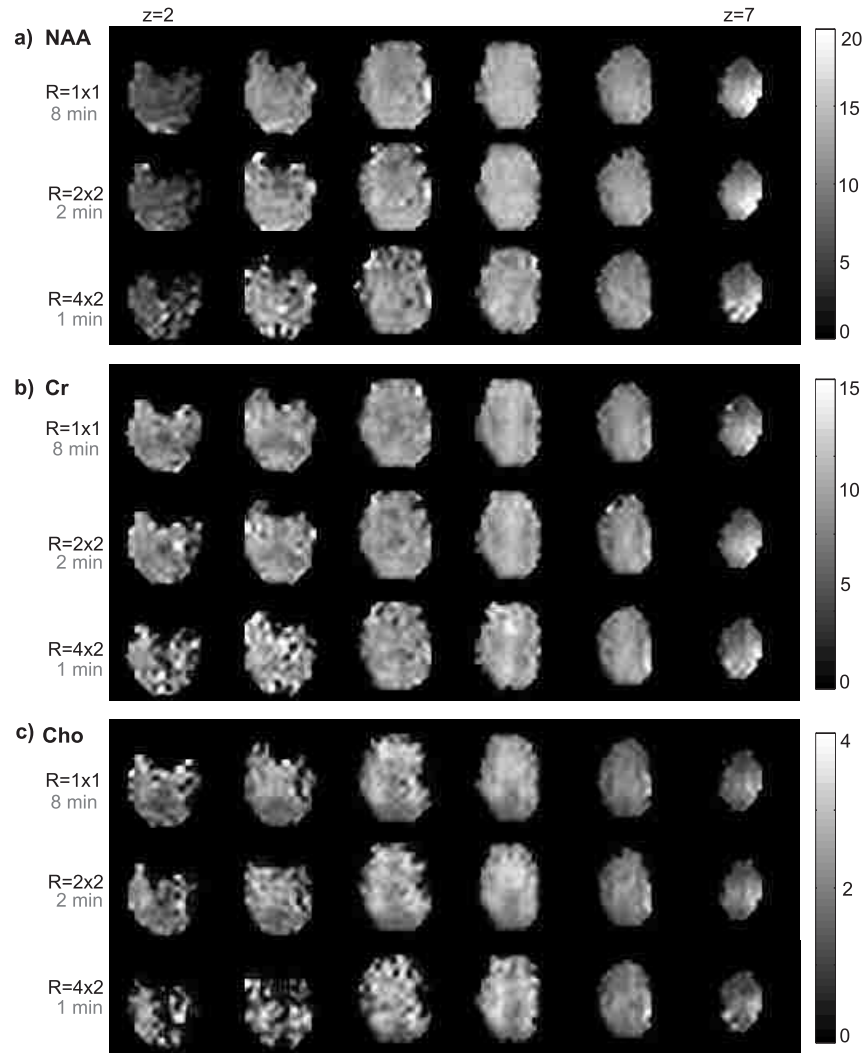 z=2 z=7
a) NAA
20
R=1x1
8 min
15
R=2x2
2 min
10
5
R=4x2
1 min
0
b) Cr
15
R=1x1
8 min
10
R=2x2
2 min
5
R=4x2
1 min
0
c) Cho
4
R=1x1
8 min
R=2x2
2 min
2
R=4x2
1 min
0